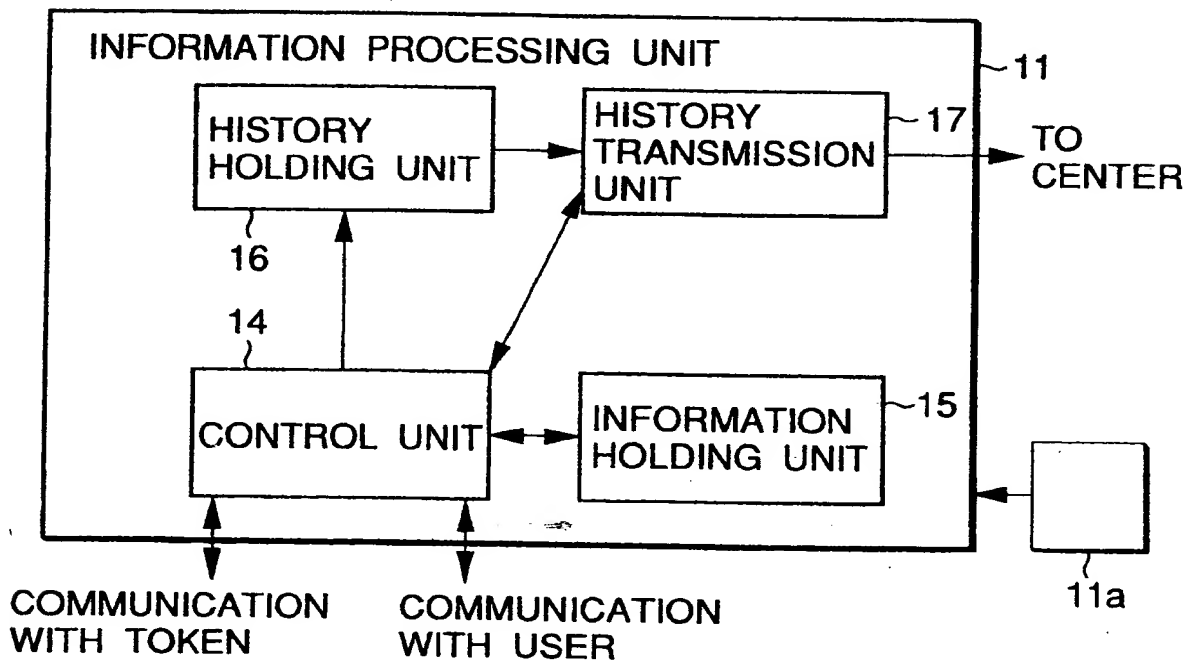 INFORMATION PROCESSING UNIT
11
HISTORY
HOLDING UNIT
16
HISTORY
TRANSMISSION
UNIT
17
TO
CENTER
14
CONTROL UNIT
INFORMATION
HOLDING UNIT
15
11a
COMMUNICATION
WITH TOKEN
COMMUNICATION
WITH USER